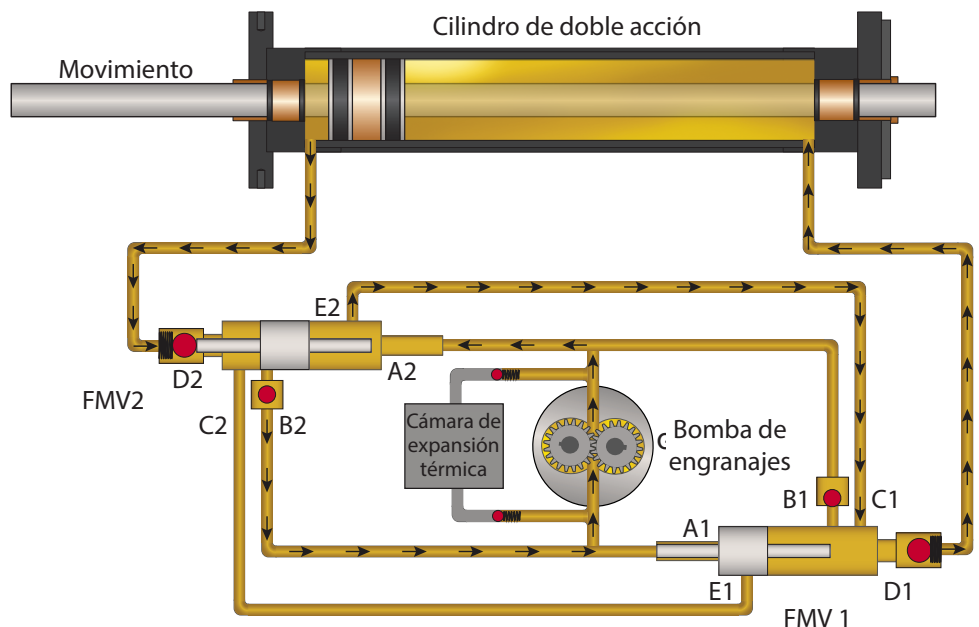 Cilindro de doble acción
Movimiento
E2
D2
A2
FMV2
C2
B2
Cámara de
expansión
térmica
Bomba de
engranajes
B1
C1
A1
E1
D1
FMV 1